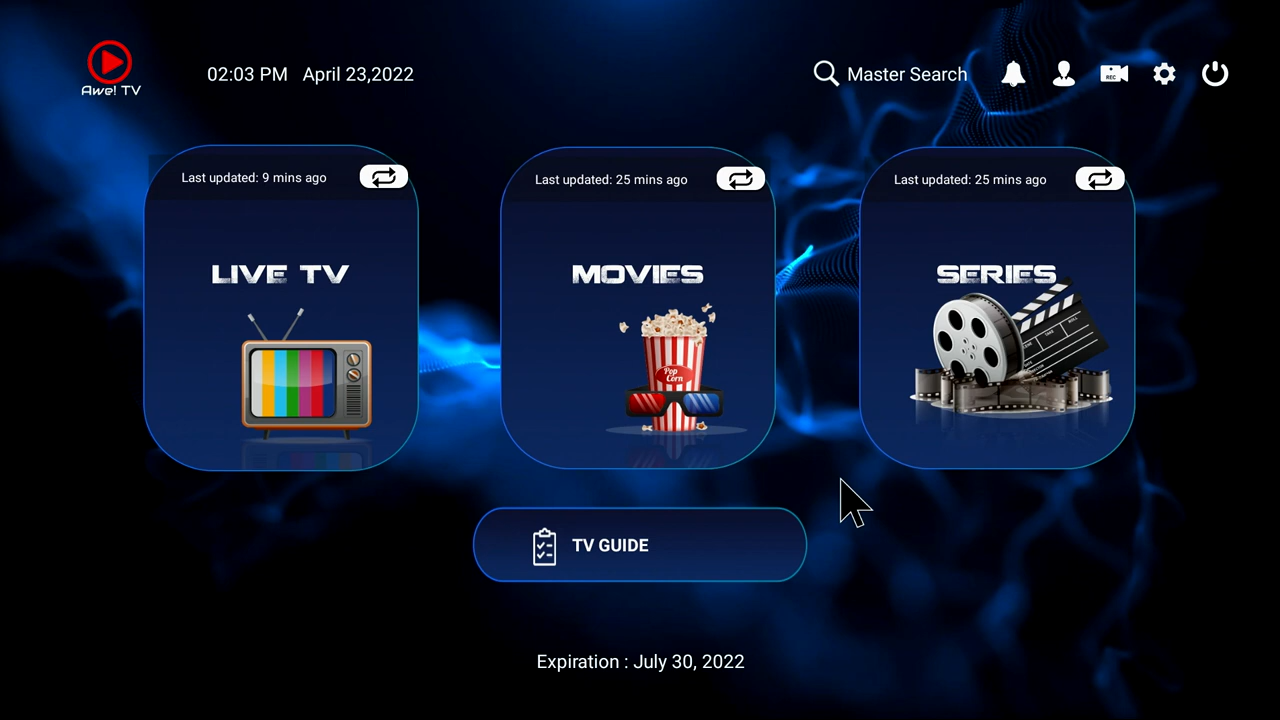 Awe! TV
02:03 PM April 23,2022
Master Search
REC
Last updated: 9 mins ago
LIVE TV
Last updated: 25 mins ago
MOVIES
Pop
Corn
Last updated: 25 mins ago
SERIES
TV GUIDE
Expiration : July 30, 2022